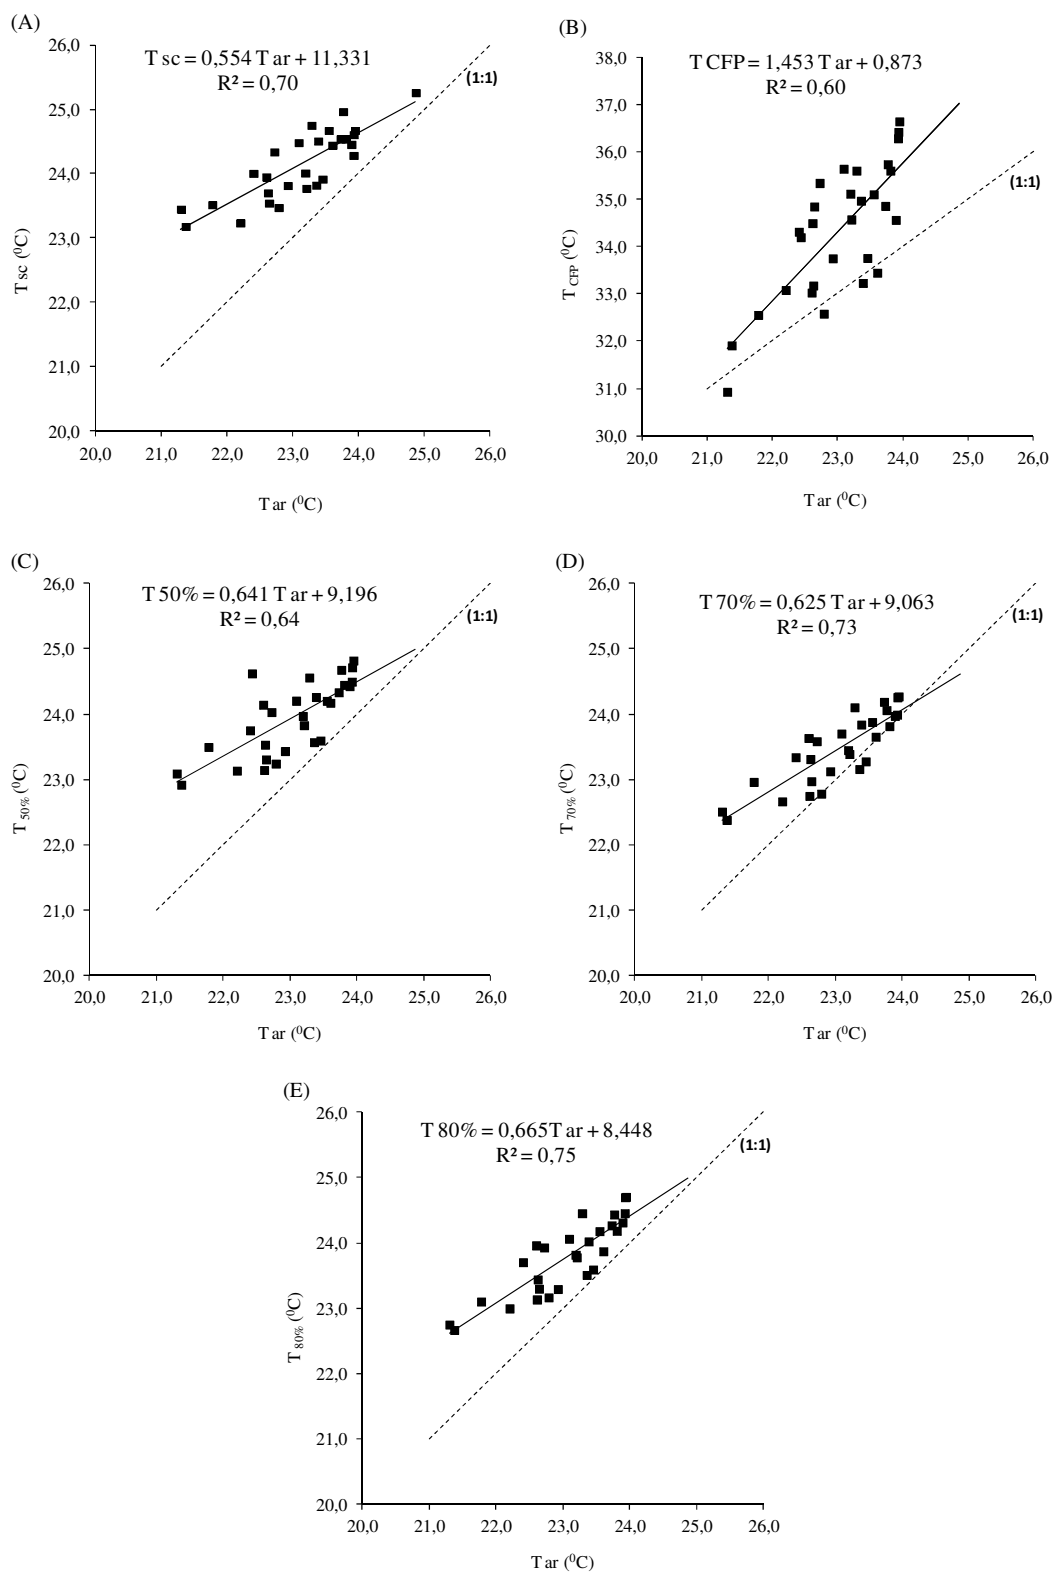 (A)
T sc = 0,554 T ar + 11,331
R² = 0,70
(1:1)
26,0
25,0
24,0
23,0
22,0
21,0
20,0
T sc (⁰C)
20,0 21,0 22,0 23,0 24,0 25,0 26,0
T ar (⁰C)
(B)
T CFP = 1,453 T ar + 0,873
R² = 0,60
(1:1)
38,0
37,0
36,0
35,0
34,0
33,0
32,0
31,0
30,0
T CFP (⁰C)
20,0 21,0 22,0 23,0 24,0 25,0 26,0
T ar (⁰C)
(C)
T 50% = 0,641 T ar + 9,196
R² = 0,64
(1:1)
26,0
25,0
24,0
23,0
22,0
21,0
20,0
T 50% (⁰C)
20,0 21,0 22,0 23,0 24,0 25,0 26,0
T ar (⁰C)
(D)
T 70% = 0,625 T ar + 9,063
R² = 0,73
(1:1)
26,0
25,0
24,0
23,0
22,0
21,0
20,0
T 70% (⁰C)
20,0 21,0 22,0 23,0 24,0 25,0 26,0
T ar (⁰C)
(E)
T 80% = 0,665T ar + 8,448
R² = 0,75
(1:1)
26,0
25,0
24,0
23,0
22,0
21,0
20,0
T 80% (⁰C)
20,0 21,0 22,0 23,0 24,0 25,0 26,0
T ar (⁰C)